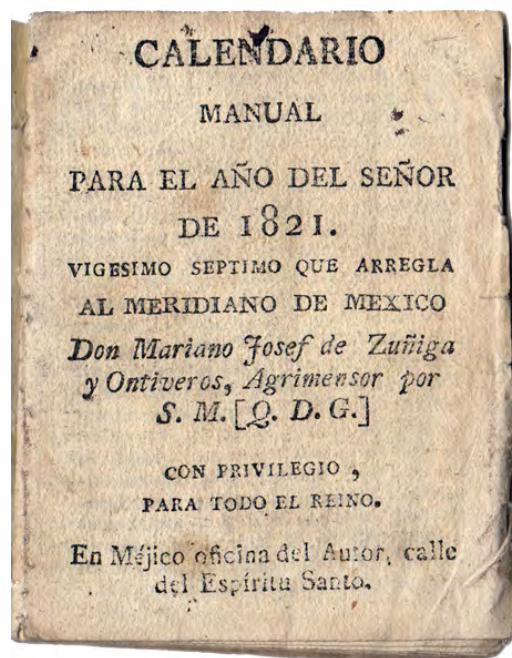 CALENDARIO
MANUAL
PARA EL AÑO DEL SEÑOR
DE 1821.
VIGESIMO SEPTIMO QUE ARREGLA
AL MERIDIANO DE MEXICO
Don Mariano Josef de Zuñiga
y Ontiveros, Agrimensor por
S. M. [Q. D. G.]
CON PRIVILEGIO,
PARA TODO EL REINO.
En Méjico oficina del Autor, calle
del Espíritu Santo.